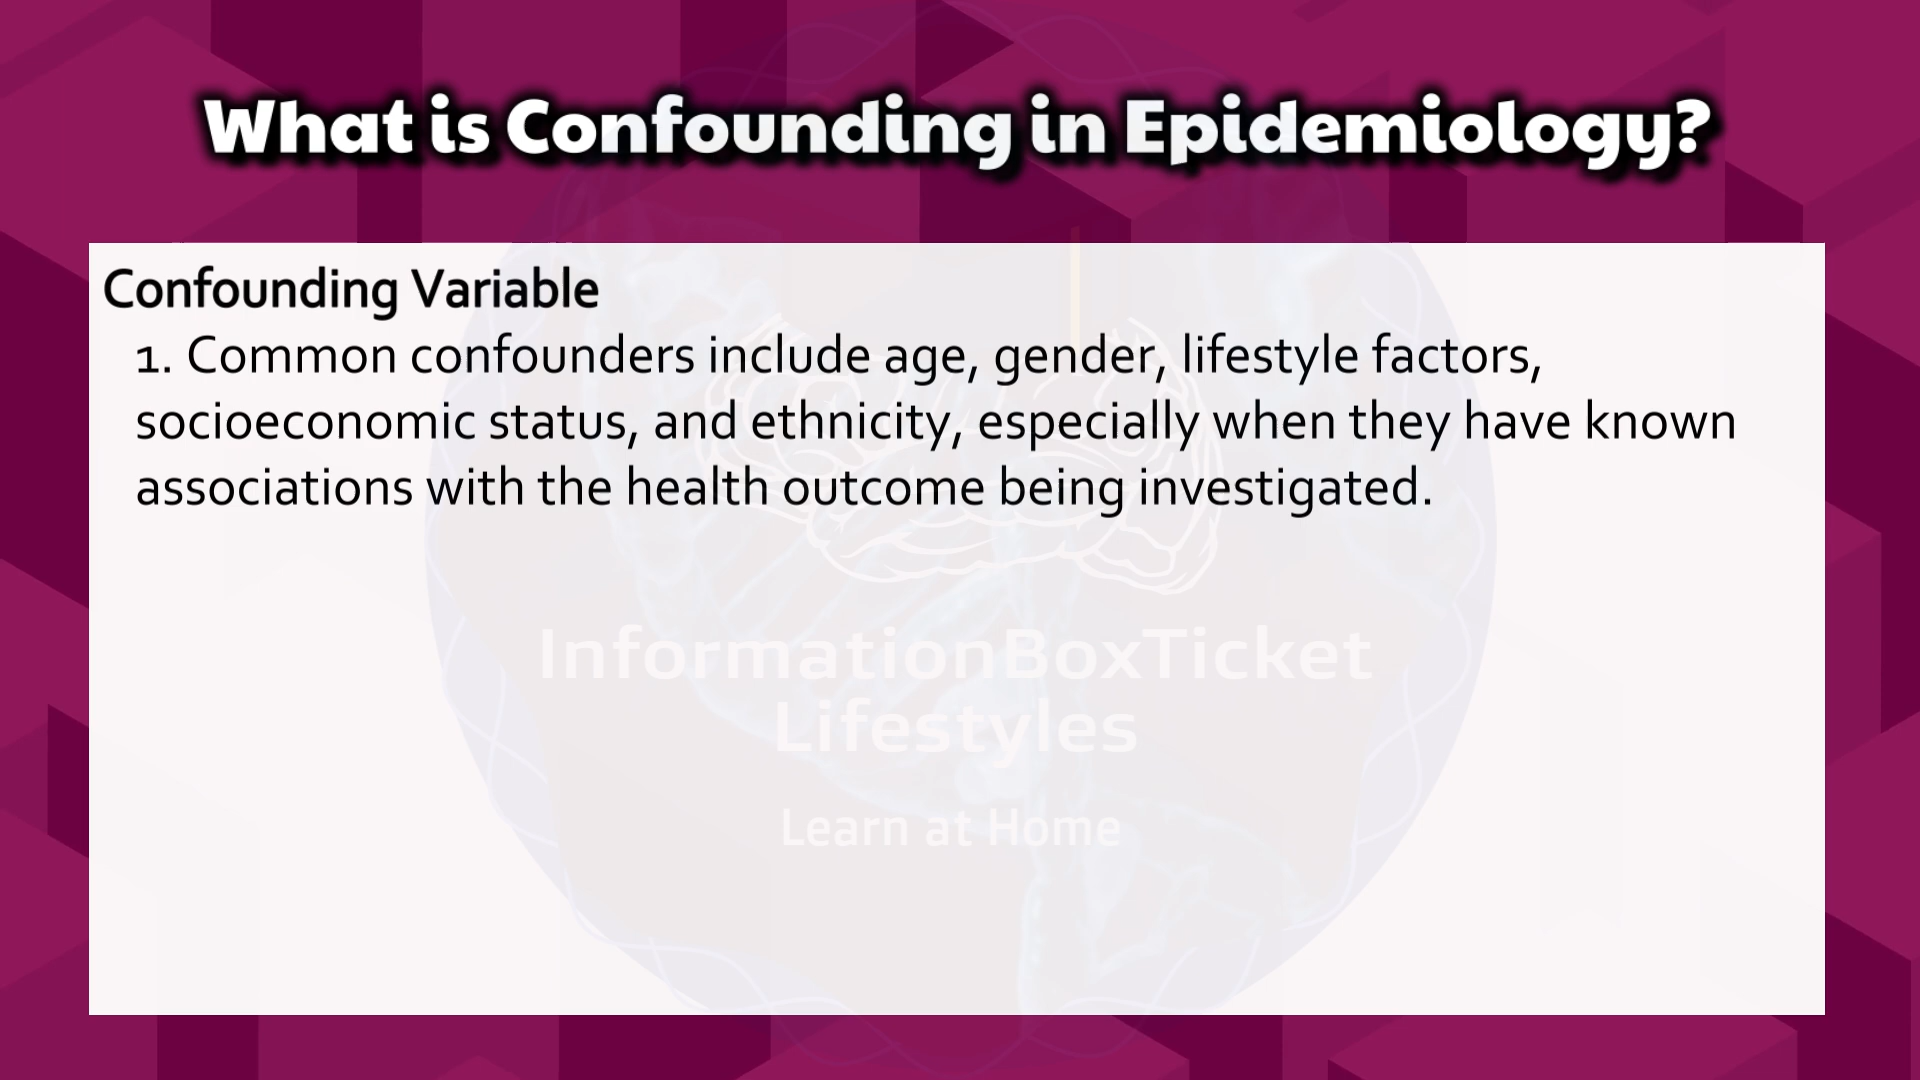 What is Confounding in Epidemiology?
Confounding Variable
1. Common confounders include age, gender, lifestyle factors,
socioeconomic status, and ethnicity, especially when they have known
associations with the health outcome being investigated.
InformationBoxTicket
Lifestyles
Learn at Home